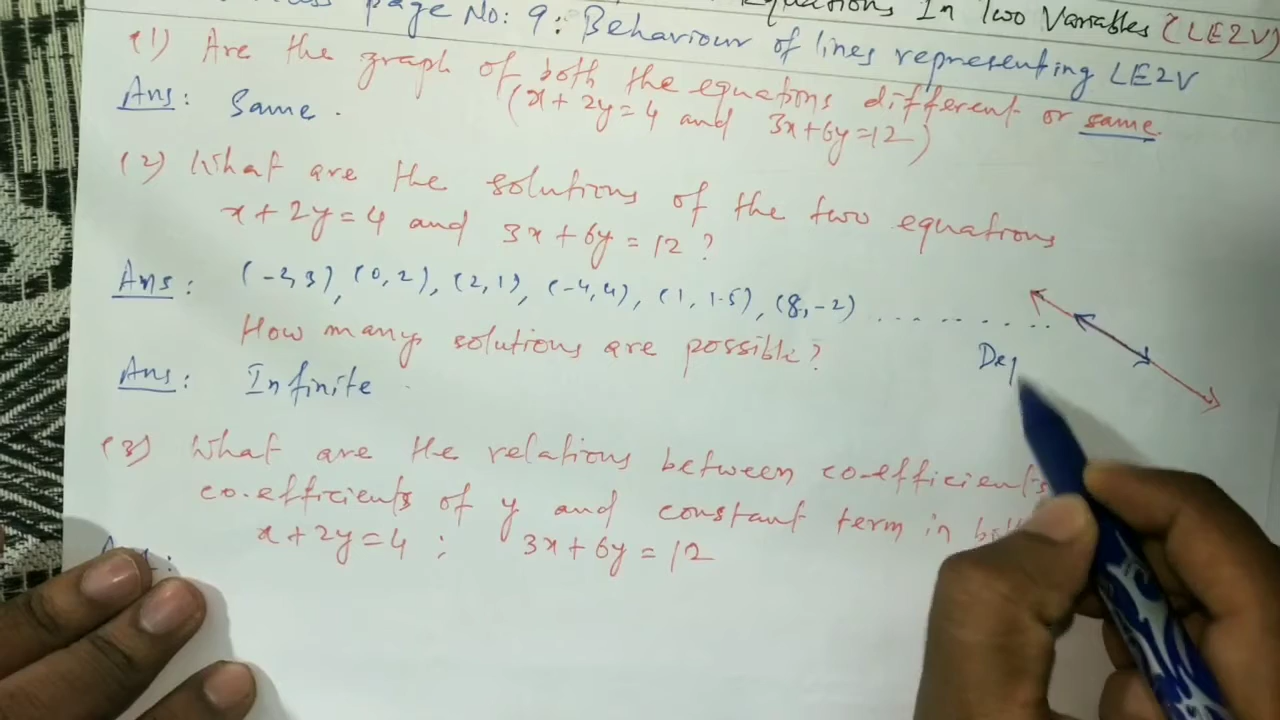 Equations In Two Variables (LE2V)
page No: 9: Behaviour of lines representing LE2V
(1) Are the graph of both the equations different or same.
(x+2y=4 and 3x+6y=12)
Ans: Same.
(2) What are the solutions of the two equations
x+2y=4 and 3x+6y=12?
Ans: (-2,3), (0,2), (2,1), (-4,4), (1,1.5), (8,-2) ..........
How many solutions are possible?
Dep
Ans: Infinite.
(3) What are the relations between co-efficients
co.efficients of y and constant term in
x+2y=4; 3x+6y=12
Ans: